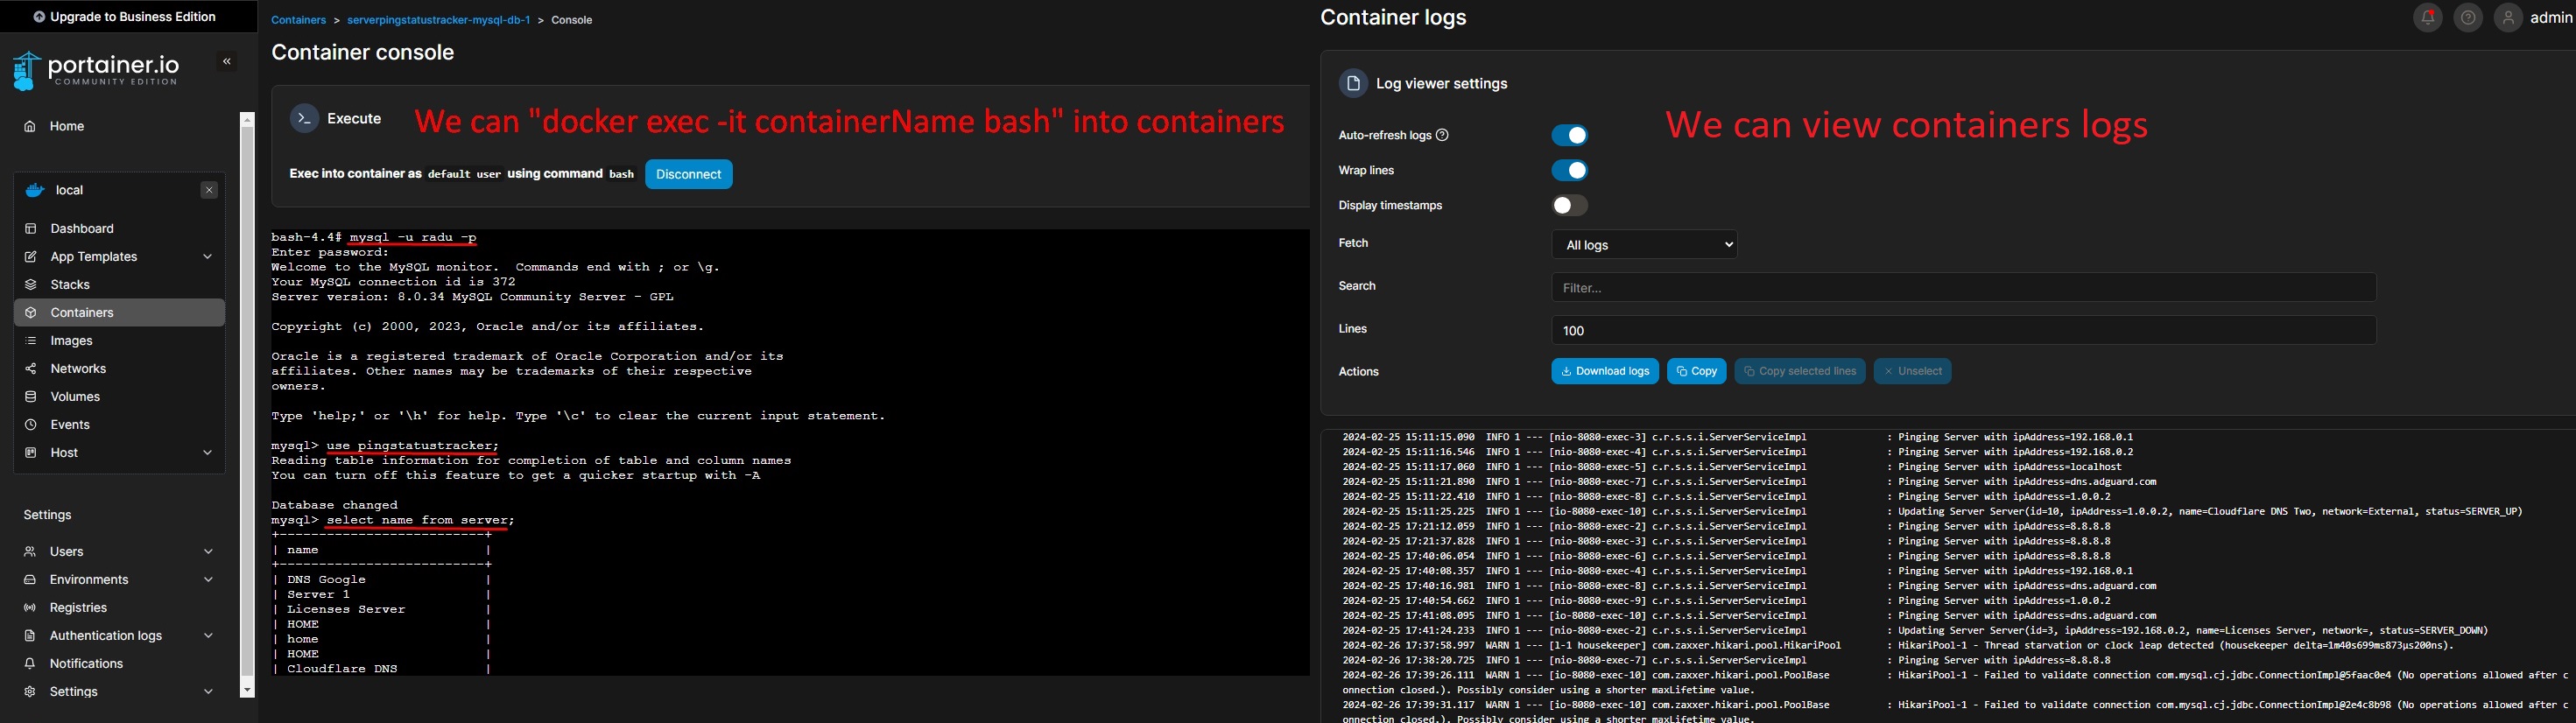 Upgrade to Business Edition
portainer.io
COMMUNITY EDITION
Home
local
Dashboard
App Templates
Stacks
Containers
Images
Networks
Volumes
Events
Host
Settings
Users
Environments
Registries
Authentication logs
Notifications
Settings
Containers > serverpingstatustracker-mysql-db-1 > Console
Container console
Execute
We can "docker exec -it containerName bash" into containers
Exec into container as default user using command bash Disconnect
bash-4.4# mysql -u radu -p
Enter password:
Welcome to the MySQL monitor.  Commands end with ; or \g.
Your MySQL connection id is 372
Server version: 8.0.34 MySQL Community Server - GPL
Copyright (c) 2000, 2023, Oracle and/or its affiliates.
Oracle is a registered trademark of Oracle Corporation and/or its
affiliates. Other names may be trademarks of their respective
owners.
Type 'help;' or '\h' for help. Type '\c' to clear the current input statement.
mysql> use pingstatustracker;
Reading table information for completion of table and column names
You can turn off this feature to get a quicker startup with -A
Database changed
mysql> select name from server;
+--------------------------+
| name |
+--------------------------+
| DNS Google |
| Server 1 |
| Licenses Server |
| HOME |
| home |
| HOME |
| Cloudflare DNS |
Container logs
admin
Log viewer settings
We can view containers logs
Auto-refresh logs
Wrap lines
Display timestamps
Fetch All logs
Search Filter...
Lines 100
Actions Download logs Copy Copy selected lines Unselect
2024-02-25 15:11:15.090 INFO 1 --- [nio-8080-exec-3] c.r.s.s.i.ServerServiceImpl : Pinging Server with ipAddress=192.168.0.1
2024-02-25 15:11:16.546 INFO 1 --- [nio-8080-exec-4] c.r.s.s.i.ServerServiceImpl : Pinging Server with ipAddress=192.168.0.2
2024-02-25 15:11:17.060 INFO 1 --- [nio-8080-exec-5] c.r.s.s.i.ServerServiceImpl : Pinging Server with ipAddress=localhost
2024-02-25 15:11:21.890 INFO 1 --- [nio-8080-exec-7] c.r.s.s.i.ServerServiceImpl : Pinging Server with ipAddress=dns.adguard.com
2024-02-25 15:11:22.410 INFO 1 --- [nio-8080-exec-8] c.r.s.s.i.ServerServiceImpl : Pinging Server with ipAddress=1.0.0.2
2024-02-25 15:11:25.225 INFO 1 --- [io-8080-exec-10] c.r.s.s.i.ServerServiceImpl : Updating Server Server(id=10, ipAddress=1.0.0.2, name=Cloudflare DNS Two, network=External, status=SERVER_UP)
2024-02-25 17:21:12.059 INFO 1 --- [nio-8080-exec-2] c.r.s.s.i.ServerServiceImpl : Pinging Server with ipAddress=8.8.8.8
2024-02-25 17:21:37.828 INFO 1 --- [nio-8080-exec-3] c.r.s.s.i.ServerServiceImpl : Pinging Server with ipAddress=8.8.8.8
2024-02-25 17:40:06.054 INFO 1 --- [nio-8080-exec-6] c.r.s.s.i.ServerServiceImpl : Pinging Server with ipAddress=8.8.8.8
2024-02-25 17:40:08.357 INFO 1 --- [nio-8080-exec-4] c.r.s.s.i.ServerServiceImpl : Pinging Server with ipAddress=192.168.0.1
2024-02-25 17:40:16.981 INFO 1 --- [nio-8080-exec-8] c.r.s.s.i.ServerServiceImpl : Pinging Server with ipAddress=dns.adguard.com
2024-02-25 17:40:54.662 INFO 1 --- [nio-8080-exec-9] c.r.s.s.i.ServerServiceImpl : Pinging Server with ipAddress=1.0.0.2
2024-02-25 17:41:08.095 INFO 1 --- [io-8080-exec-10] c.r.s.s.i.ServerServiceImpl : Pinging Server with ipAddress=dns.adguard.com
2024-02-25 17:41:24.233 INFO 1 --- [nio-8080-exec-2] c.r.s.s.i.ServerServiceImpl : Updating Server Server(id=3, ipAddress=192.168.0.2, name=Licenses Server, network=, status=SERVER_DOWN)
2024-02-26 17:37:58.997 WARN 1 --- [l-1 housekeeper] com.zaxxer.hikari.pool.HikariPool : HikariPool-1 - Thread starvation or clock leap detected (housekeeper delta=1m40s699ms873µs200ns).
2024-02-26 17:38:20.725 INFO 1 --- [nio-8080-exec-7] c.r.s.s.i.ServerServiceImpl : Pinging Server with ipAddress=8.8.8.8
2024-02-26 17:39:26.111 WARN 1 --- [io-8080-exec-10] com.zaxxer.hikari.pool.PoolBase : HikariPool-1 - Failed to validate connection com.mysql.cj.jdbc.ConnectionImpl@5faac0e4 (No operations allowed after c
onnection closed.). Possibly consider using a shorter maxLifetime value.
2024-02-26 17:39:31.117 WARN 1 --- [io-8080-exec-10] com.zaxxer.hikari.pool.PoolBase : HikariPool-1 - Failed to validate connection com.mysql.cj.jdbc.ConnectionImpl@2e4c8b98 (No operations allowed after c
onnection closed.). Possibly consider using a shorter maxLifetime value.